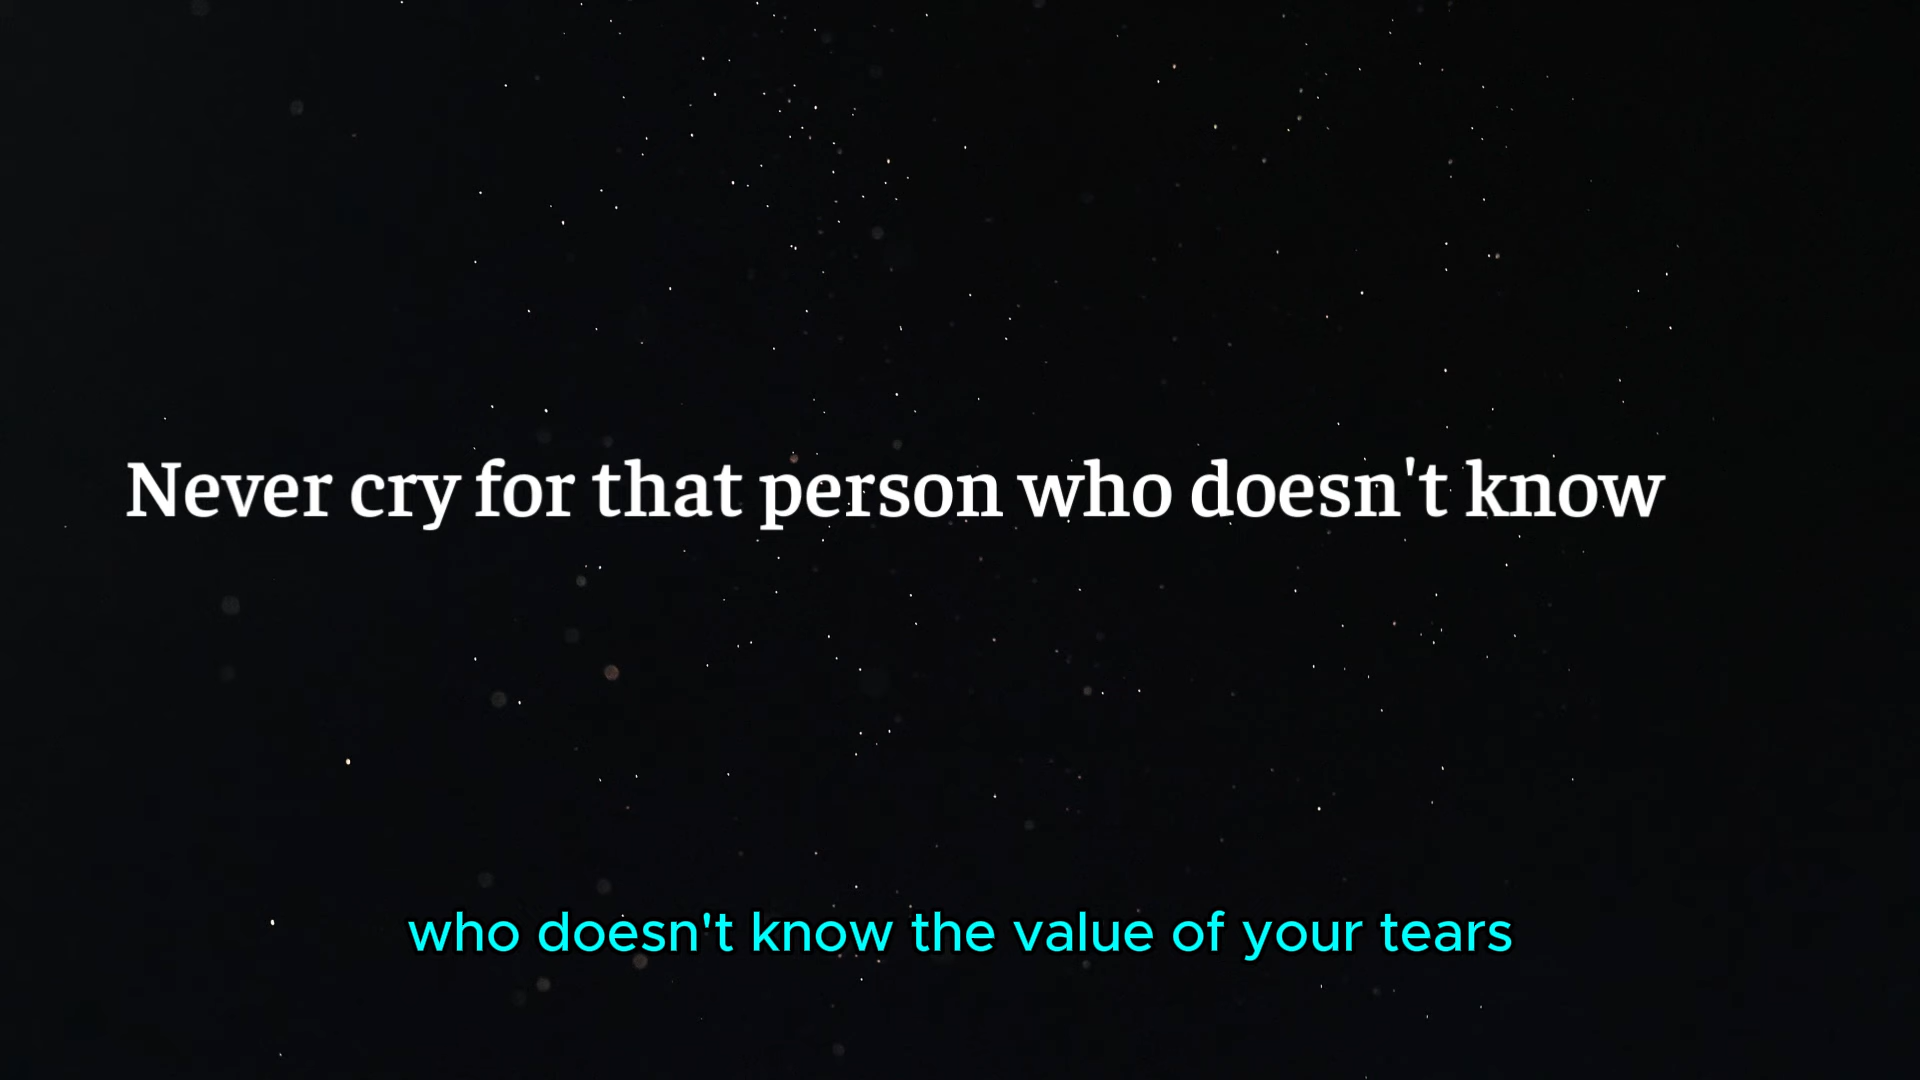 Never cry for that person who doesn't know
who doesn't know the value of your tears